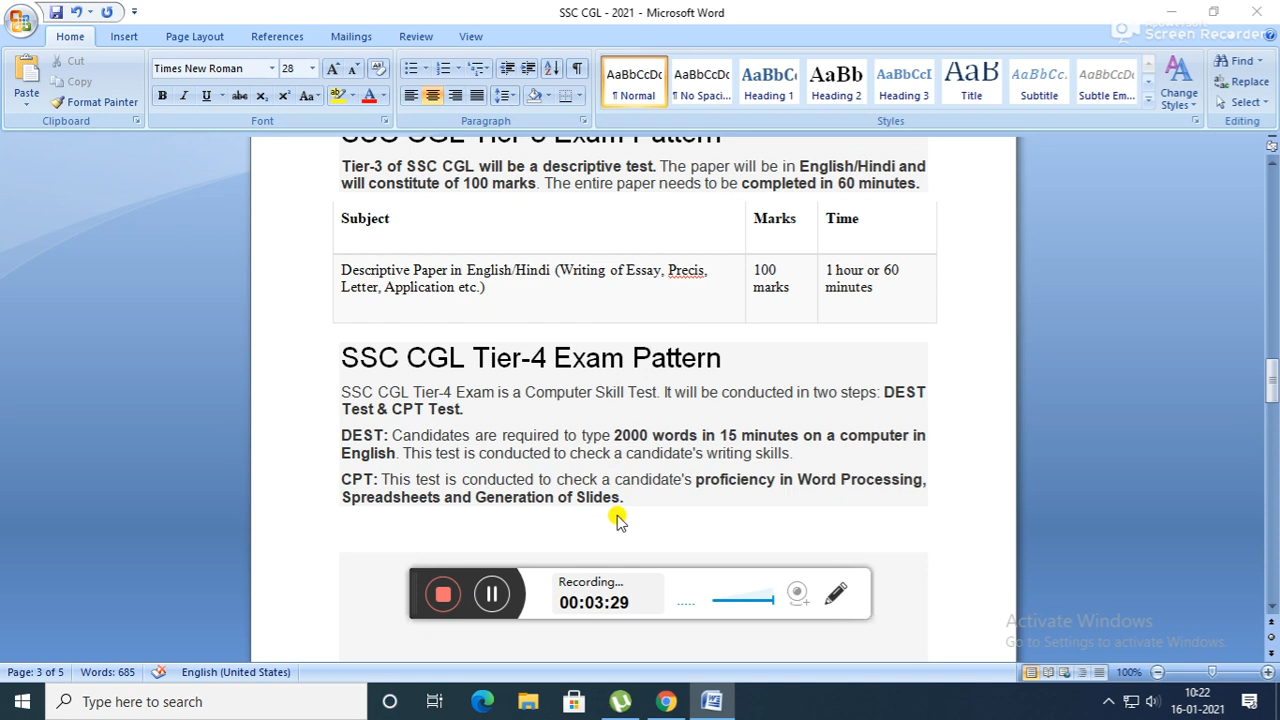 SSC CGL - 2021 - Microsoft Word
Screen Recorder
Home Insert Page Layout References Mailings Review View
Paste
Cut
Copy
Format Painter
Clipboard
Times New Roman 28
Font
Paragraph
AaBbCcDc AaBbCcDc AaBbC AaBb AaBbCcI AaB AaBbCc. AaBbCcDc
¶ Normal ¶ No Spaci... Heading 1 Heading 2 Heading 3 Title Subtitle Subtle Em...
Change Styles
Styles
Find
Replace
Select
Editing
SSC CGL Tier-3 Exam Pattern
Tier-3 of SSC CGL will be a descriptive test. The paper will be in English/Hindi and
will constitute of 100 marks. The entire paper needs to be completed in 60 minutes.
Subject Marks Time
Descriptive Paper in English/Hindi (Writing of Essay, Precis, 100 1 hour or 60
Letter, Application etc.) marks minutes
SSC CGL Tier-4 Exam Pattern
SSC CGL Tier-4 Exam is a Computer Skill Test. It will be conducted in two steps: DEST
Test & CPT Test.
DEST: Candidates are required to type 2000 words in 15 minutes on a computer in
English. This test is conducted to check a candidate's writing skills.
CPT: This test is conducted to check a candidate's proficiency in Word Processing,
Spreadsheets and Generation of Slides.
Recording...
00:03:29
Activate Windows
Go to Settings to activate Windows.
Page: 3 of 5 Words: 685 English (United States) 100%
Type here to search
10:22
16-01-2021